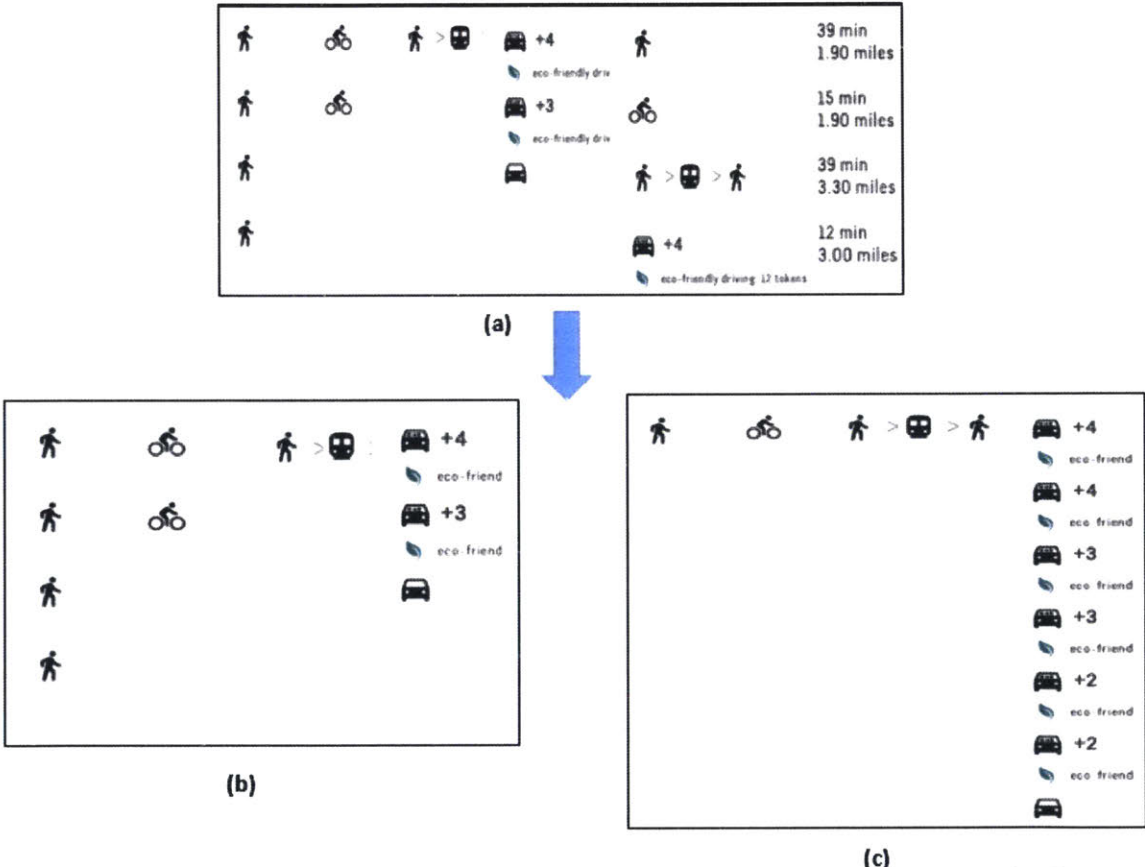 +4
eco-friendly driv
+3
eco-friendly driv
39 min
1.90 miles
15 min
1.90 miles
39 min
3.30 miles
+4
eco-friendly driving: 12 tokens
12 min
3.00 miles
(a)
+4
eco-friend
+3
eco-friend
(b)
+4
eco-friend
+4
eco-friend
+3
eco-friend
+3
eco-friend
+2
eco-friend
+2
eco-friend
(c)